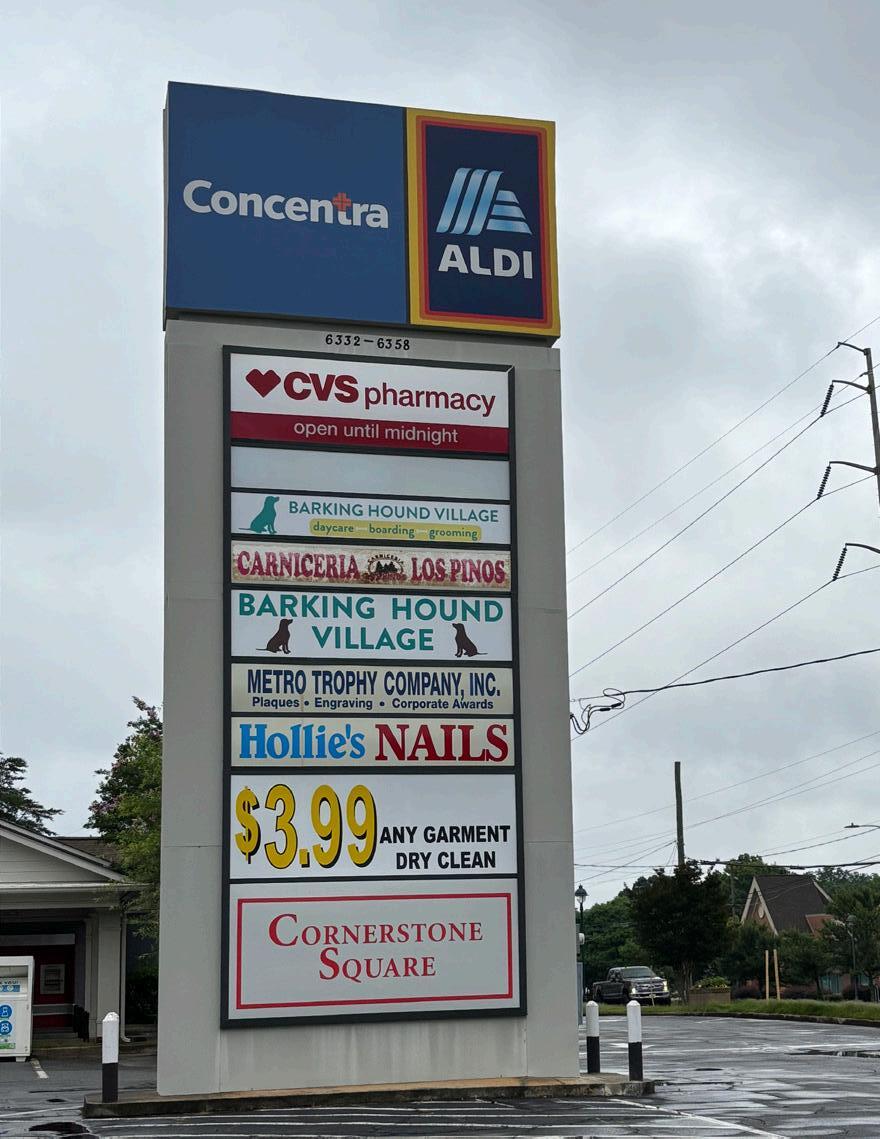 Concentra
ALDI
6332-6358
CVS pharmacy
open until midnight
BARKING HOUND VILLAGE
daycare — boarding — grooming
CARNICERIA LOS PINOS
BARKING HOUND
VILLAGE
METRO TROPHY COMPANY, INC.
Plaques • Engraving • Corporate Awards
Hollie's NAILS
$3.99 ANY GARMENT
DRY CLEAN
CORNERSTONE
SQUARE